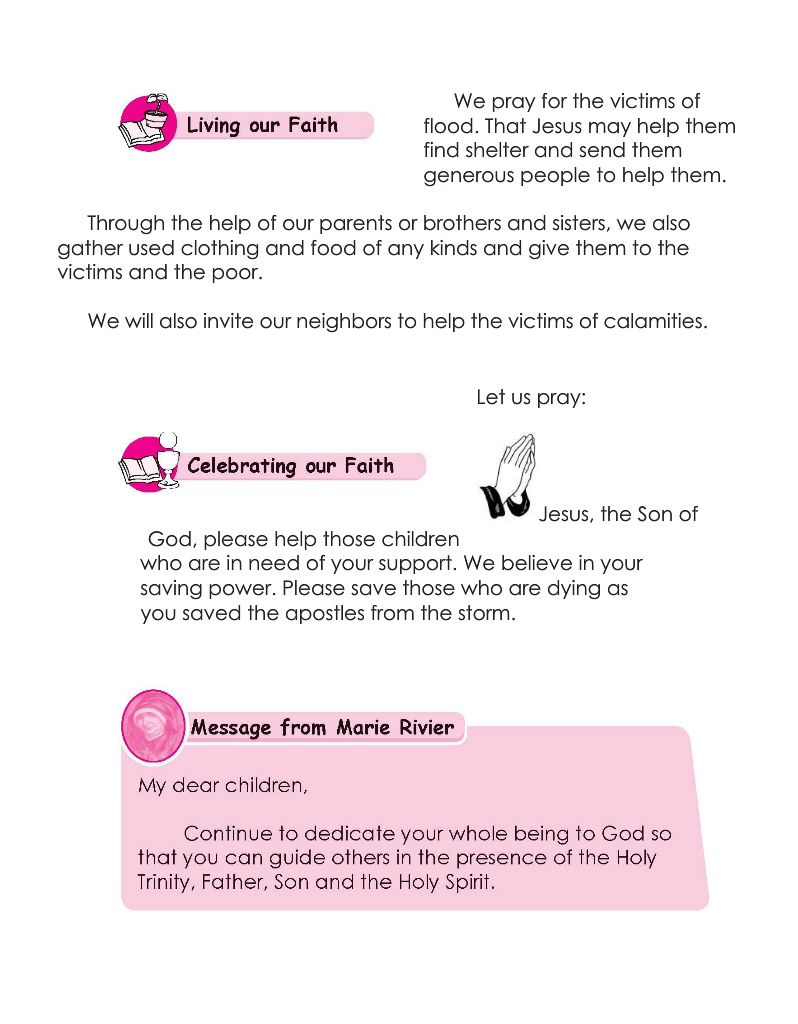 Living our Faith
We pray for the victims of
flood. That Jesus may help them
find shelter and send them
generous people to help them.
Through the help of our parents or brothers and sisters, we also
gather used clothing and food of any kinds and give them to the
victims and the poor.
We will also invite our neighbors to help the victims of calamities.
Let us pray:
Celebrating our Faith
Jesus, the Son of
God, please help those children
who are in need of your support. We believe in your
saving power. Please save those who are dying as
you saved the apostles from the storm.
Message from Marie Rivier
My dear children,
Continue to dedicate your whole being to God so
that you can guide others in the presence of the Holy
Trinity, Father, Son and the Holy Spirit.